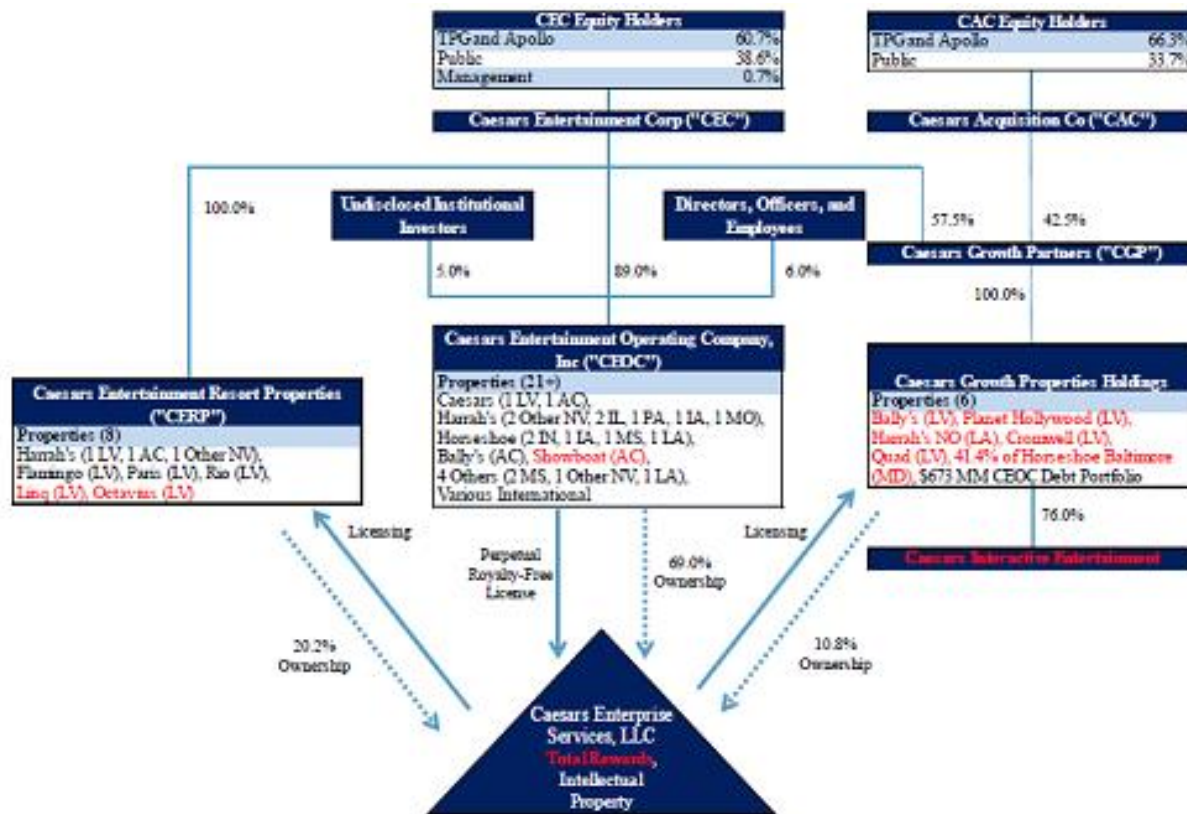 CEC Equity Holders
TPG and Apollo 60.7%
Public 38.6%
Management 0.7%
CAC Equity Holders
TPG and Apollo 66.3%
Public 33.7%
Caesars Entertainment Corp ("CEC")
Caesars Acquisition Co ("CAC")
100.0%
Undisclosed Institutional
Investors
Directors, Officers, and
Employees
57.5%
42.5%
5.0%
89.0%
6.0%
Caesars Growth Partners ("CGP")
100.0%
Caesars Entertainment Resort Properties
("CERP")
Properties (8)
Harrah's (1 LV, 1 AC, 1 Other NV),
Flamingo (LV), Paris (LV), Rio (LV),
Linq (LV), Octavius (LV)
Caesars Entertainment Operating Company,
Inc ("CEOC")
Properties (21+)
Caesars (1 LV, 1 AC),
Harrah's (2 Other NV, 2 IL, 1 PA, 1 IA, 1 MO),
Horseshoe (2 IN, 1 IA, 1 MS, 1 LA),
Bally's (AC), Showboat (AC),
4 Others (2 MS, 1 Other NV, 1 LA),
Various International
Caesars Growth Properties Holdings
Properties (6)
Bally's (LV), Planet Hollywood (LV),
Harrah's NO (LA), Cromwell (LV),
Quad (LV), 41.4% of Horseshoe Baltimore
(MD), $673 MM CEOC Debt Portfolio
76.0%
Caesars Interactive Entertainment
Licensing
Perpetual
Royalty-Free
License
69.0%
Ownership
Licensing
20.2%
Ownership
10.8%
Ownership
Caesars Enterprise
Services, LLC
Total Rewards,
Intellectual
Property